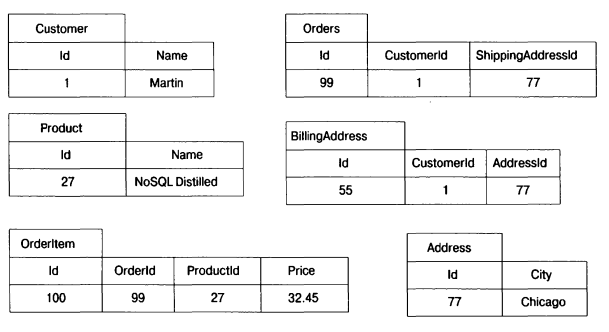 Customer
Id Name
1 Martin
Orders
Id CustomerId ShippingAddressId
99 1 77
Product
Id Name
27 NoSQL Distilled
BillingAddress
Id CustomerId AddressId
55 1 77
OrderItem
Id OrderId ProductId Price
100 99 27 32.45
Address
Id City
77 Chicago